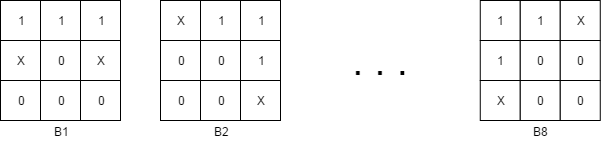 1 1 1
X 0 X
0 0 0
B1
X 1 1
0 0 1
0 0 X
B2
. . .
1 1 X
1 0 0
X 0 0
B8